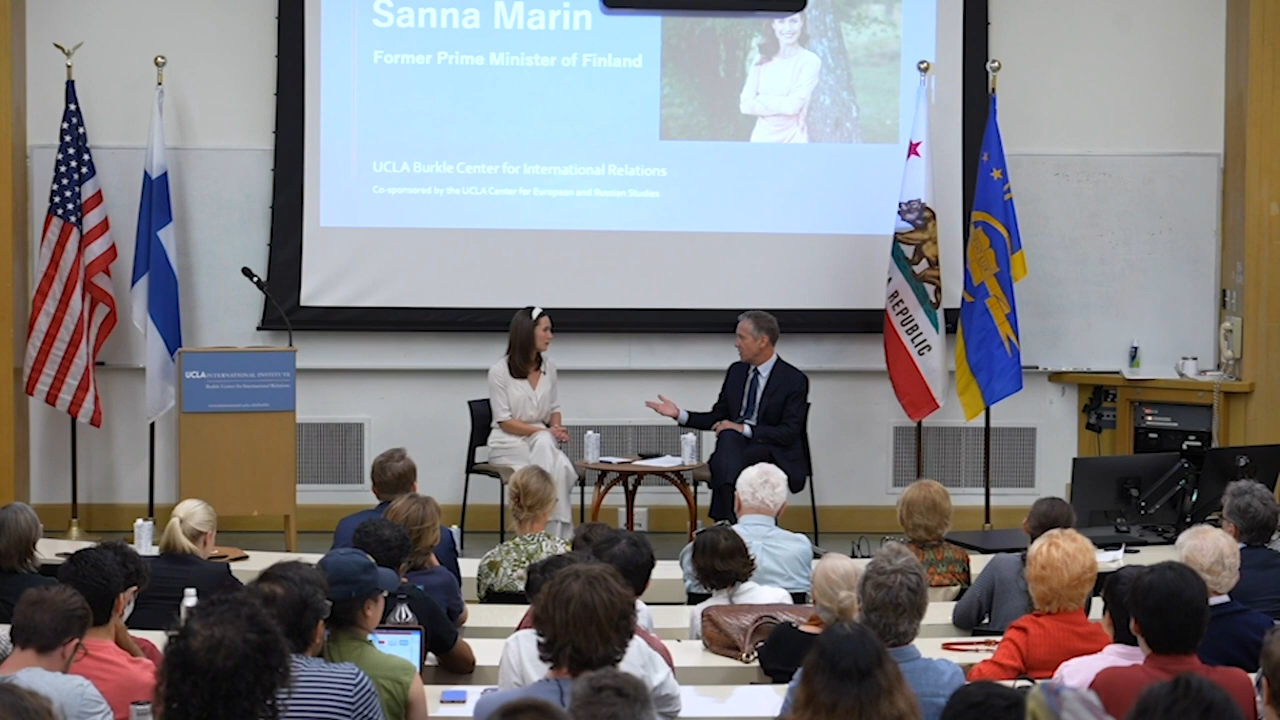 Sanna Marin
Former Prime Minister of Finland
UCLA Burkle Center for International Relations
Co-sponsored by the UCLA Center for European and Russian Studies
UCLA INTERNATIONAL INSTITUTE
Burkle Center for International Relations
REPUBLIC